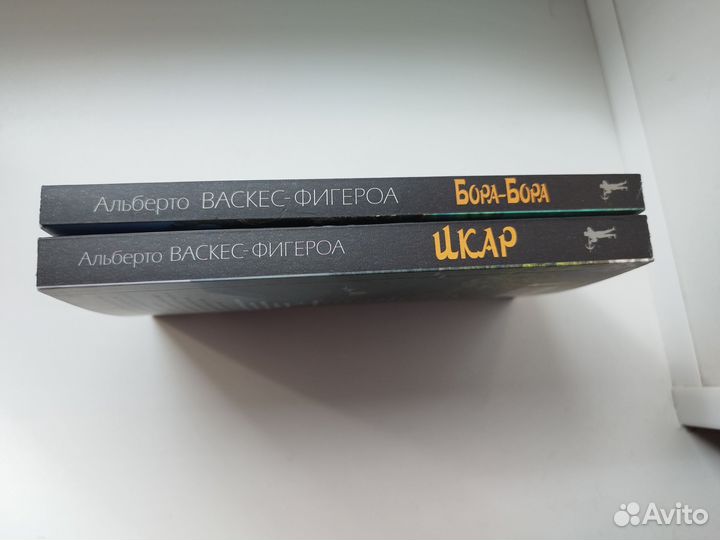 Альберто ВАСКЕС-ФИГЕРОА БОРА-БОРА
Альберто ВАСКЕС-ФИГЕРОА ИКАР
Avito